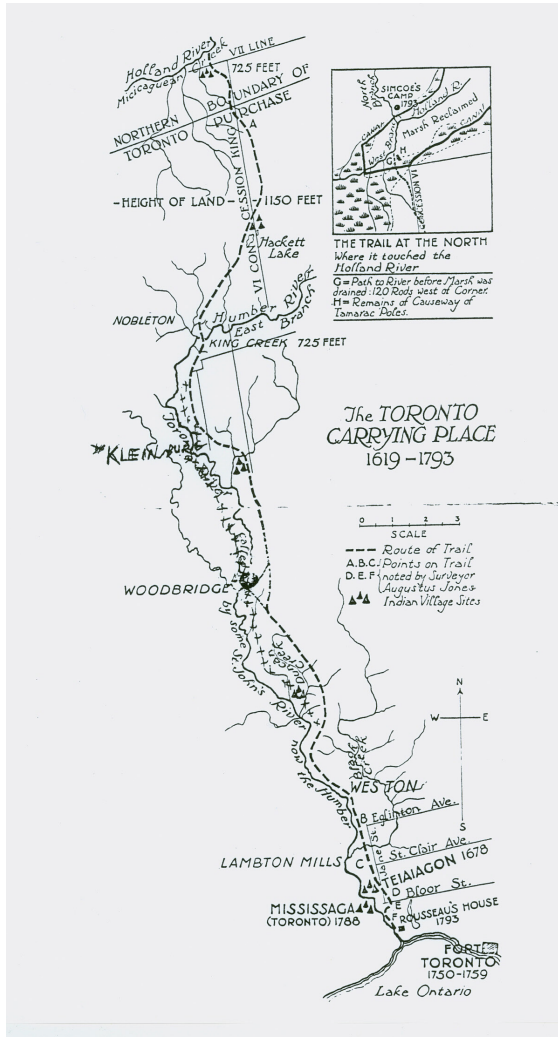 Holland River
Micicaguean Creek
VII LINE
725 FEET
NORTHERN BOUNDARY OF
TORONTO PURCHASE
A
-HEIGHT OF LAND-
1150 FEET
VI CONCESSION KING
Hackett
Lake
Humber River
East Branch
NOBLETON
KING CREEK 725 FEET
KLEINBURG
WOODBRIDGE
by some St. John's River now the Humber
Black Creek
WESTON
B Eglinton Ave.
Jane St.
St. Clair Ave.
LAMBTON MILLS
C
TEIAIAGON 1678
D Bloor St.
MISSISSAGA
(TORONTO) 1788
E
F
ROUSSEAU'S HOUSE
1793
FORT
TORONTO
1750-1759
Lake Ontario
North Branch
SIMCOE'S
CAMP
1793
Holland R.
CANAL
Marsh Reclaimed
CANAL
West Br.
G
H
CONCESSION VI
THE TRAIL AT THE NORTH
Where it touched the
Holland River
G=Path to River before Marsh was
drained:120 Rods west of Corner.
H=Remains of Causeway of
Tamarac Poles.
The TORONTO
CARRYING PLACE
1619-1793
0 1 2 3
SCALE
Route of Trail
A.B.C. Points on Trail
D.E.F noted by Surveyor
Augustus Jones
Indian Village Sites
N
W E
S